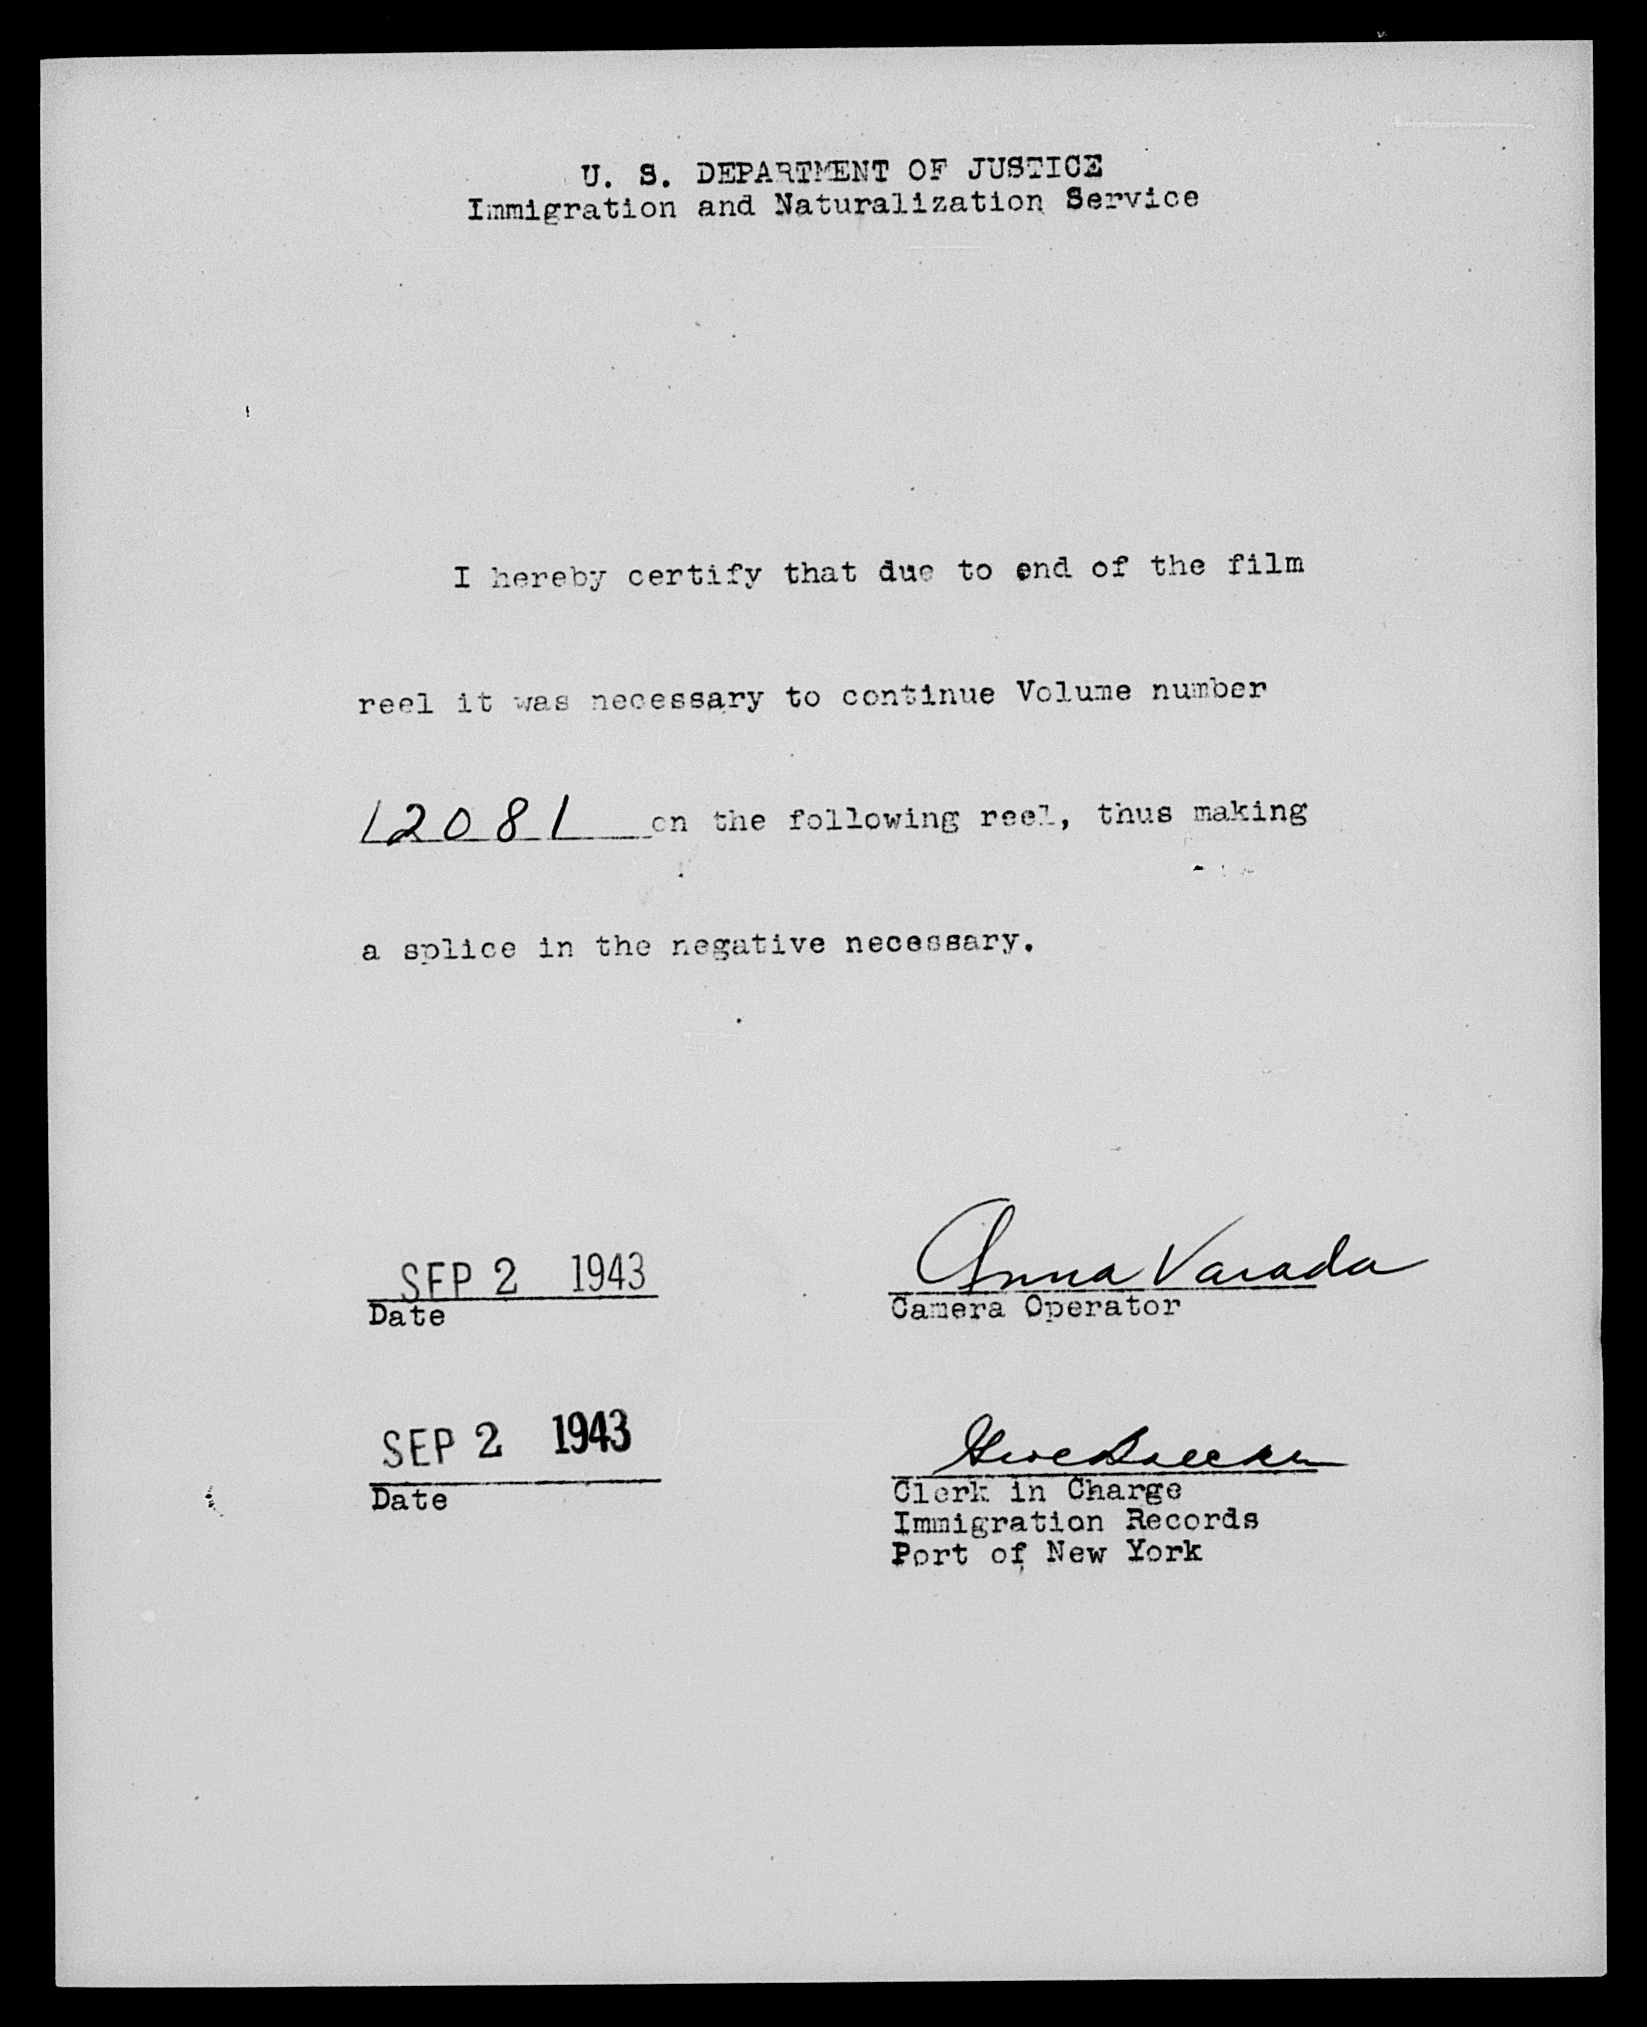 U. S. DEPARTMENT OF JUSTICE
Immigration and Naturalization Service
I hereby certify that due to end of the film
reel it was necessary to continue Volume number
12081 on the following reel, thus making
a splice in the negative necessary.
SEP 2 1943
Date
Anna Varada
Camera Operator
SEP 2 1943
Date
Clerk in Charge
Immigration Records
Port of New York